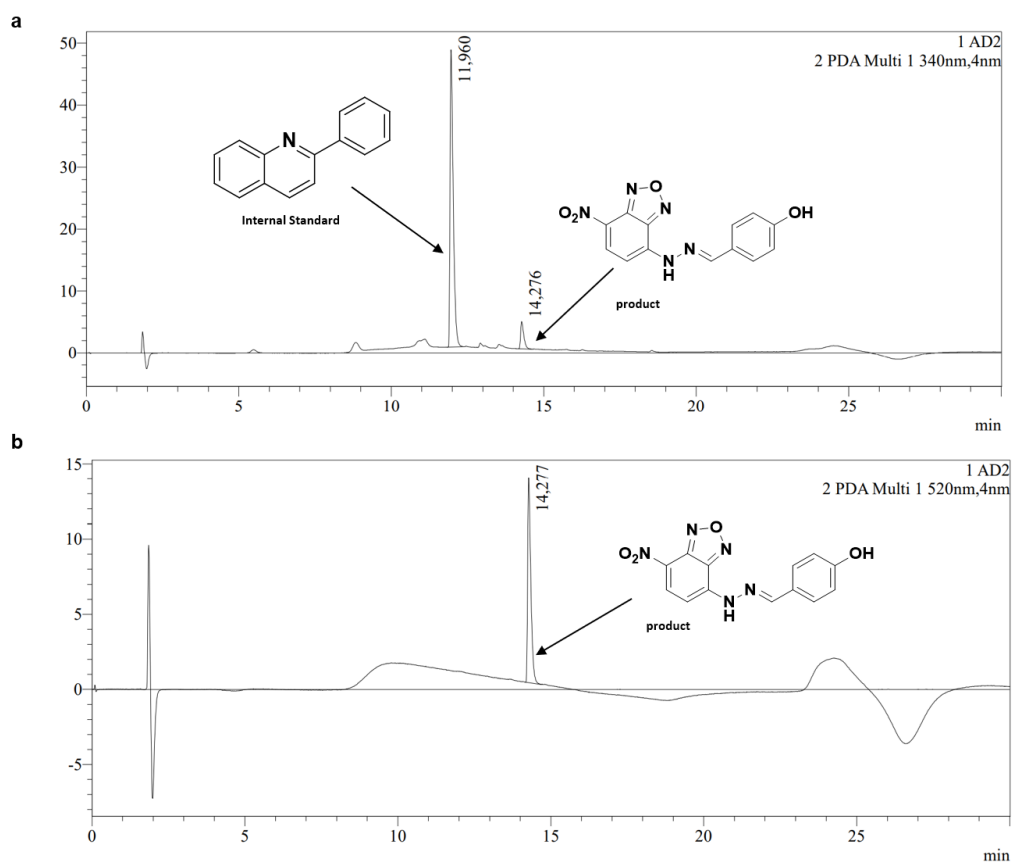 a
1 AD2
2 PDA Multi 1 340nm,4nm
50
40
30
20
10
0
11,960
14,276
N
Internal Standard
N O N
O₂N
N
N
H
OH
product
0 5 10 15 20 25
min
b
1 AD2
2 PDA Multi 1 520nm,4nm
15
10
5
0
-5
14,277
N O N
O₂N
N
N
H
OH
product
0 5 10 15 20 25
min